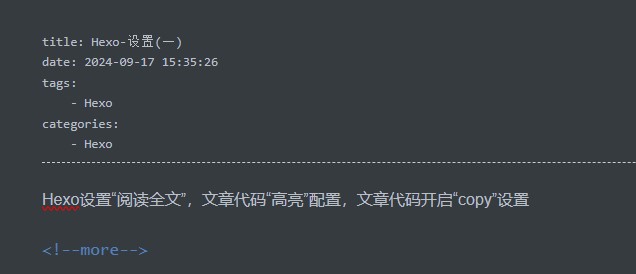 title: Hexo-设置(一)
date: 2024-09-17 15:35:26
tags:
    - Hexo
categories:
    - Hexo
Hexo设置“阅读全文”，文章代码“高亮”配置，文章代码开启“copy”设置
<!--more-->